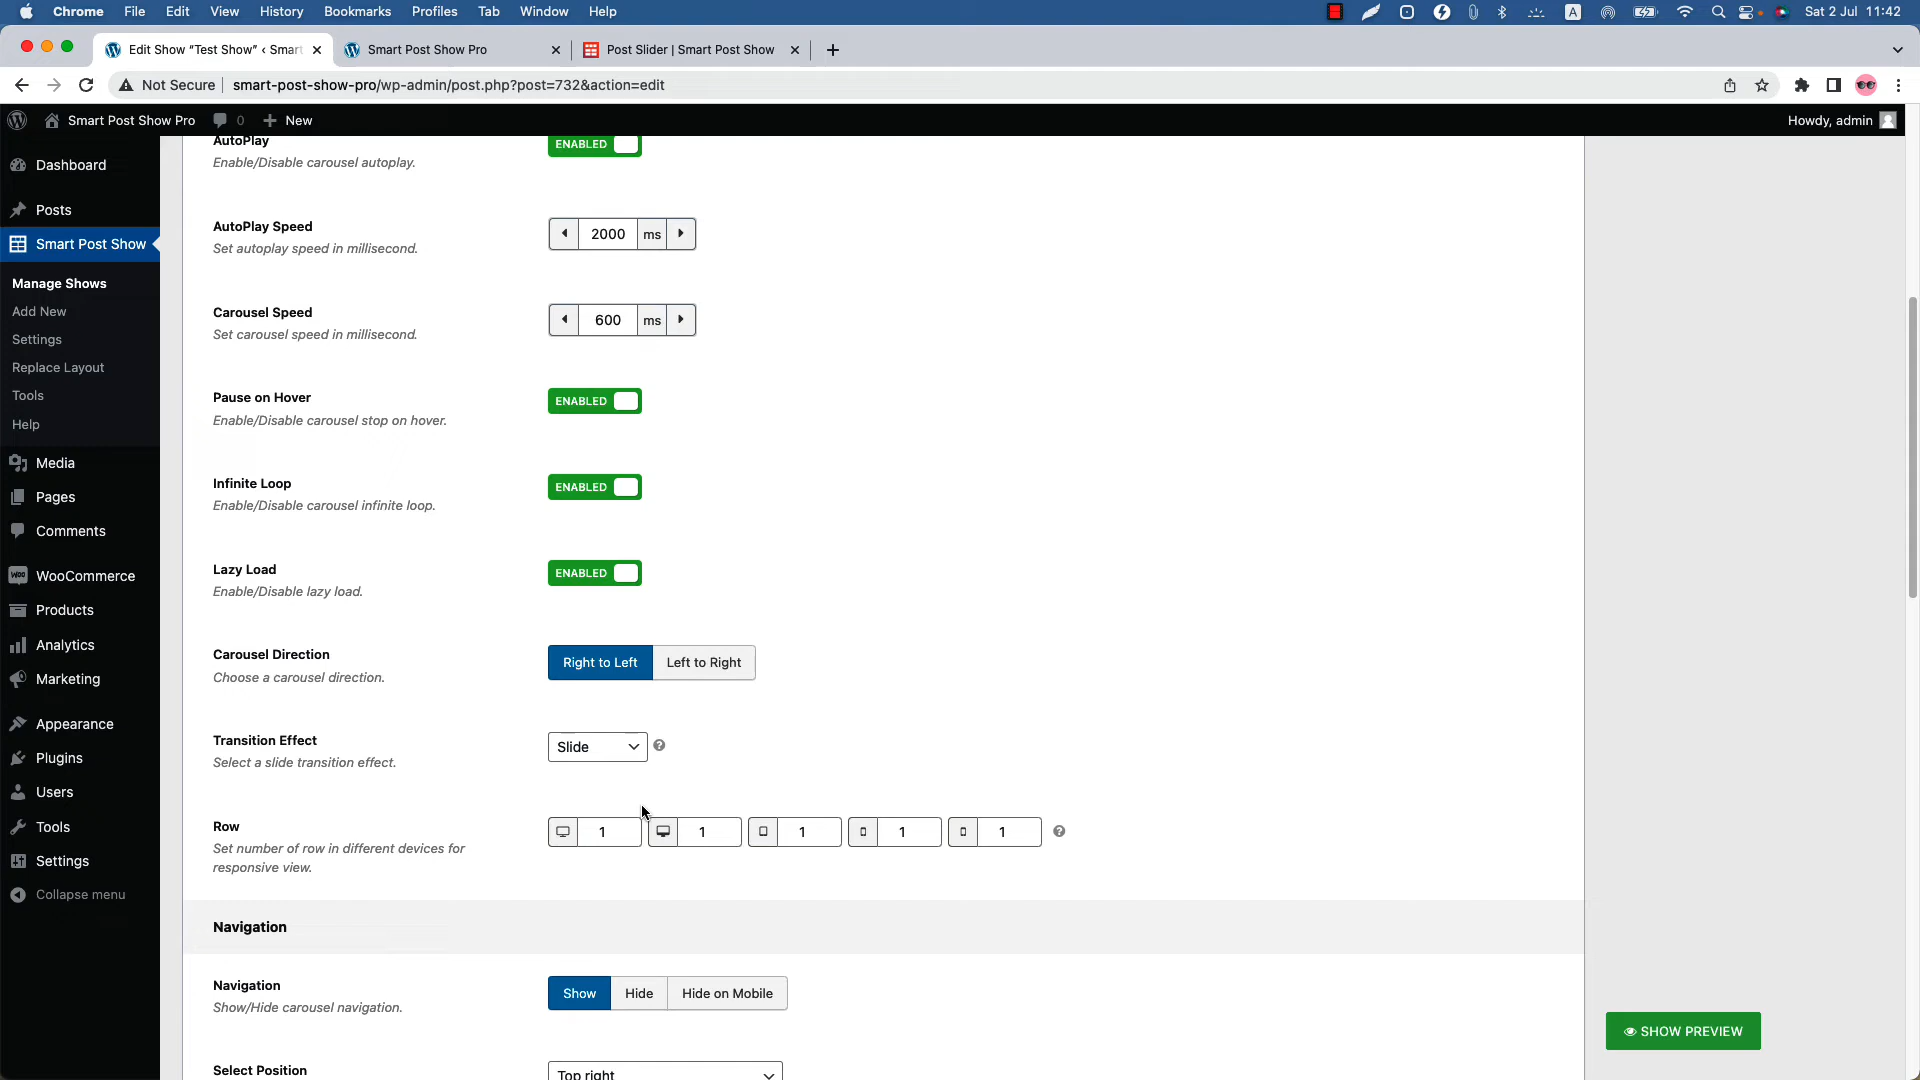 Chrome File Edit View History Bookmarks Profiles Tab Window Help
A
Sat 2 Jul 11:42
Edit Show “Test Show” ‹ Smart
Smart Post Show Pro
Post Slider | Smart Post Show
Not Secure
smart-post-show-pro/wp-admin/post.php?post=732&action=edit
Smart Post Show Pro
0
New
Howdy, admin
Dashboard
Posts
Smart Post Show
Manage Shows
Add New
Settings
Replace Layout
Tools
Help
Media
Pages
Comments
WooCommerce
Products
Analytics
Marketing
Appearance
Plugins
Users
Tools
Settings
Collapse menu
AutoPlay
ENABLED
Enable/Disable carousel autoplay.
AutoPlay Speed
2000 ms
Set autoplay speed in millisecond.
Carousel Speed
600 ms
Set carousel speed in millisecond.
Pause on Hover
ENABLED
Enable/Disable carousel stop on hover.
Infinite Loop
ENABLED
Enable/Disable carousel infinite loop.
Lazy Load
ENABLED
Enable/Disable lazy load.
Carousel Direction
Right to Left Left to Right
Choose a carousel direction.
Transition Effect
Slide
Select a slide transition effect.
Row
1 1 1 1 1
Set number of row in different devices for
responsive view.
Navigation
Navigation
Show Hide Hide on Mobile
Show/Hide carousel navigation.
Select Position
Top right
SHOW PREVIEW